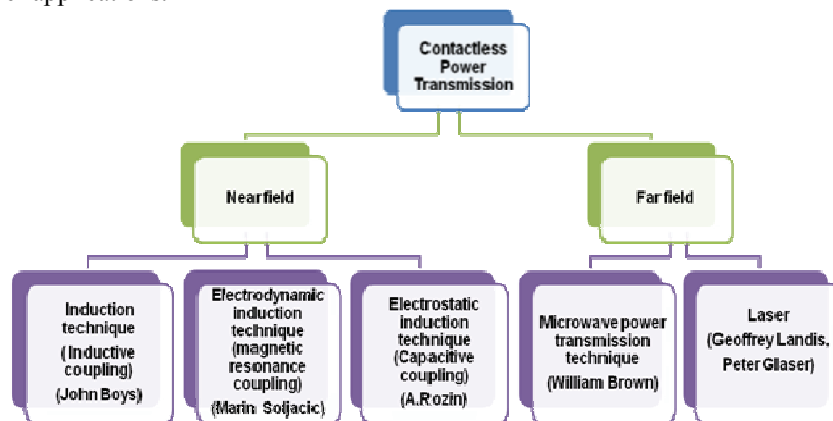 applications.
Contactless
Power
Transmission
Nearfield
Farfield
Induction
technique
(Inductive
coupling)
(John Boys)
Electrodynamic
induction
technique
(magnetic
resonance
coupling)
(Marin Soljacic)
Electrostatic
induction
technique
(Capacitive
coupling)
(A.Rozin)
Microwave power
transmission
technique
(William Brown)
Laser
(Geoffrey Landis,
Peter Glaser)